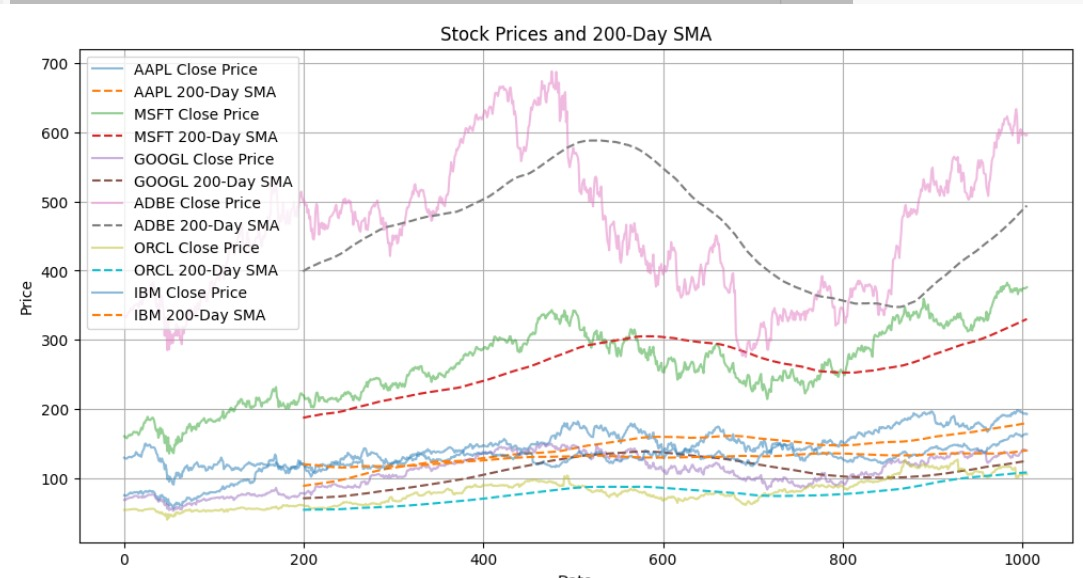 Stock Prices and 200-Day SMA
700
600
500
400
300
200
100
Price
AAPL Close Price
AAPL 200-Day SMA
MSFT Close Price
MSFT 200-Day SMA
GOOGL Close Price
GOOGL 200-Day SMA
ADBE Close Price
ADBE 200-Day SMA
ORCL Close Price
ORCL 200-Day SMA
IBM Close Price
IBM 200-Day SMA
0
200
400
600
800
1000